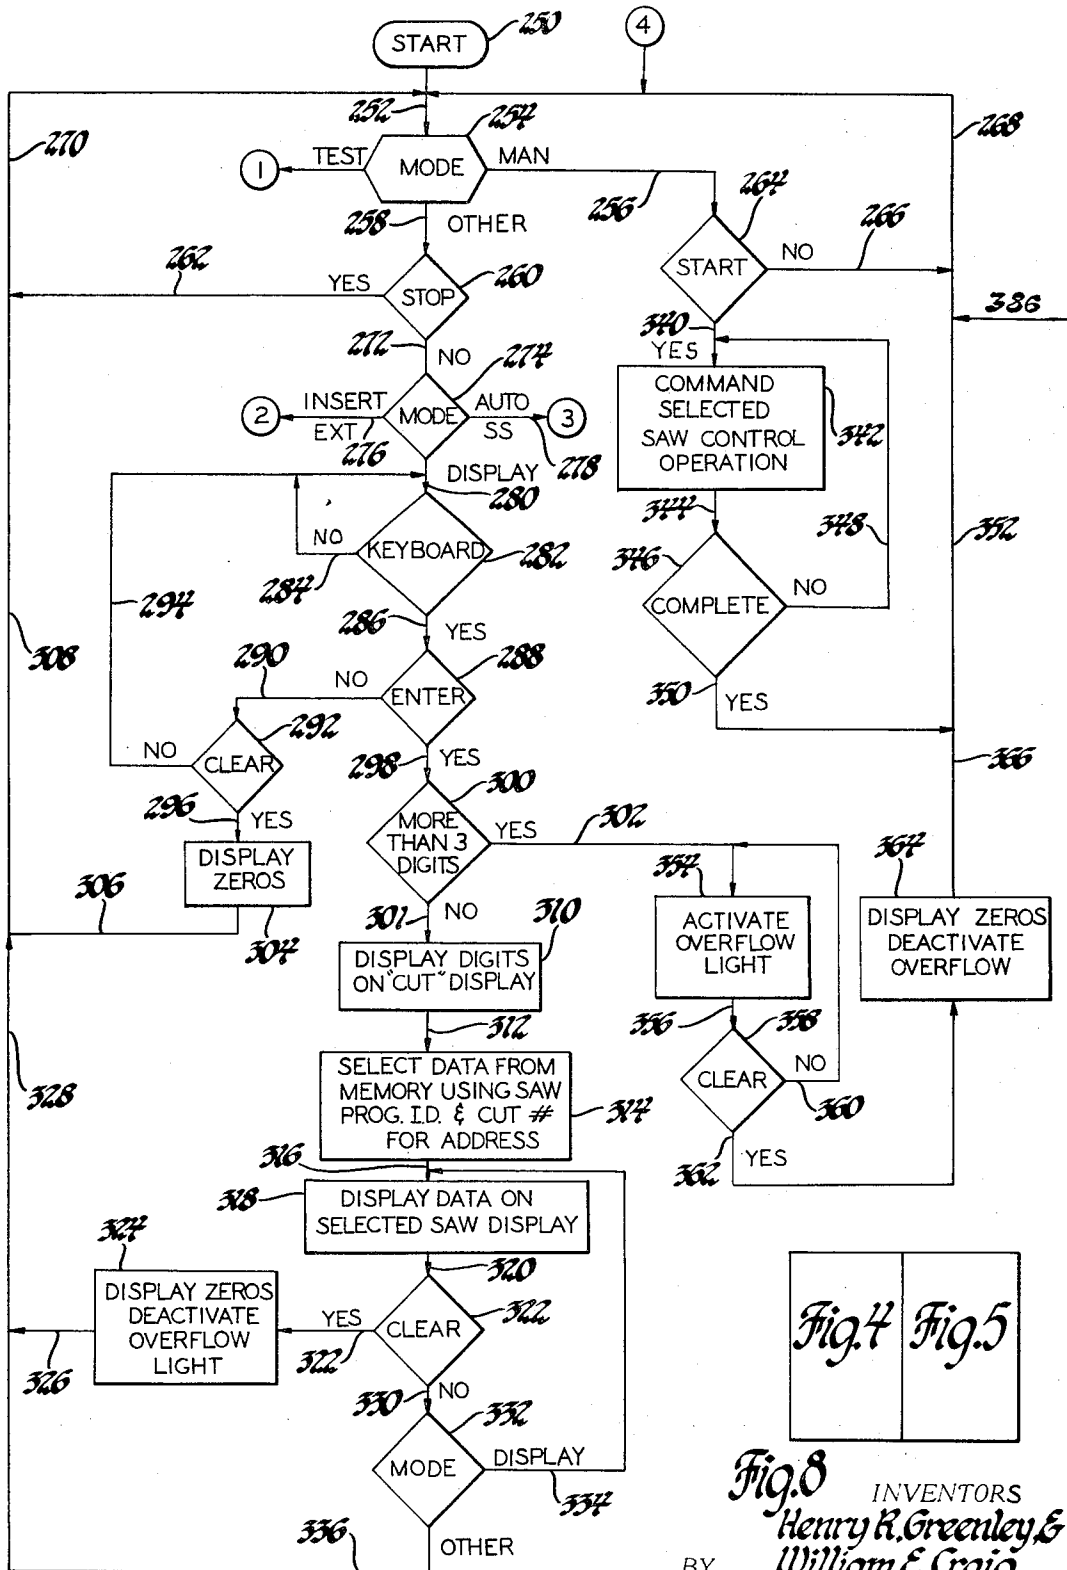 START
250
4
252
254
270
268
TEST
MODE
MAN
1
258
OTHER
256
264
262
266
START
NO
YES
STOP
260
386
272
NO
274
340
YES
INSERT
MODE
AUTO
2
3
EXT
SS
276
278
COMMAND
SELECTED
SAW CONTROL
OPERATION
342
DISPLAY
280
344
348
NO
KEYBOARD
282
284
346
352
294
COMPLETE
NO
286
YES
308
290
288
NO
ENTER
350
YES
292
NO
CLEAR
298
YES
366
300
296
YES
MORE
THAN 3
DIGITS
YES
302
354
364
DISPLAY
ZEROS
306
304
301
NO
310
ACTIVATE
OVERFLOW
LIGHT
DISPLAY ZEROS
DEACTIVATE
OVERFLOW
DISPLAY DIGITS
ON "CUT" DISPLAY
312
356
358
SELECT DATA FROM
MEMORY USING SAW
PROG. I.D. & CUT #
FOR ADDRESS
314
CLEAR
NO
360
328
316
362
YES
318
DISPLAY DATA ON
SELECTED SAW DISPLAY
324
320
DISPLAY ZEROS
DEACTIVATE
OVERFLOW
LIGHT
YES
CLEAR
322
322
326
330
NO
332
Fig.4 Fig.5
MODE
DISPLAY
334
336
OTHER
Fig.8
INVENTORS
Henry R. Greenley, &
BY William E. Craig